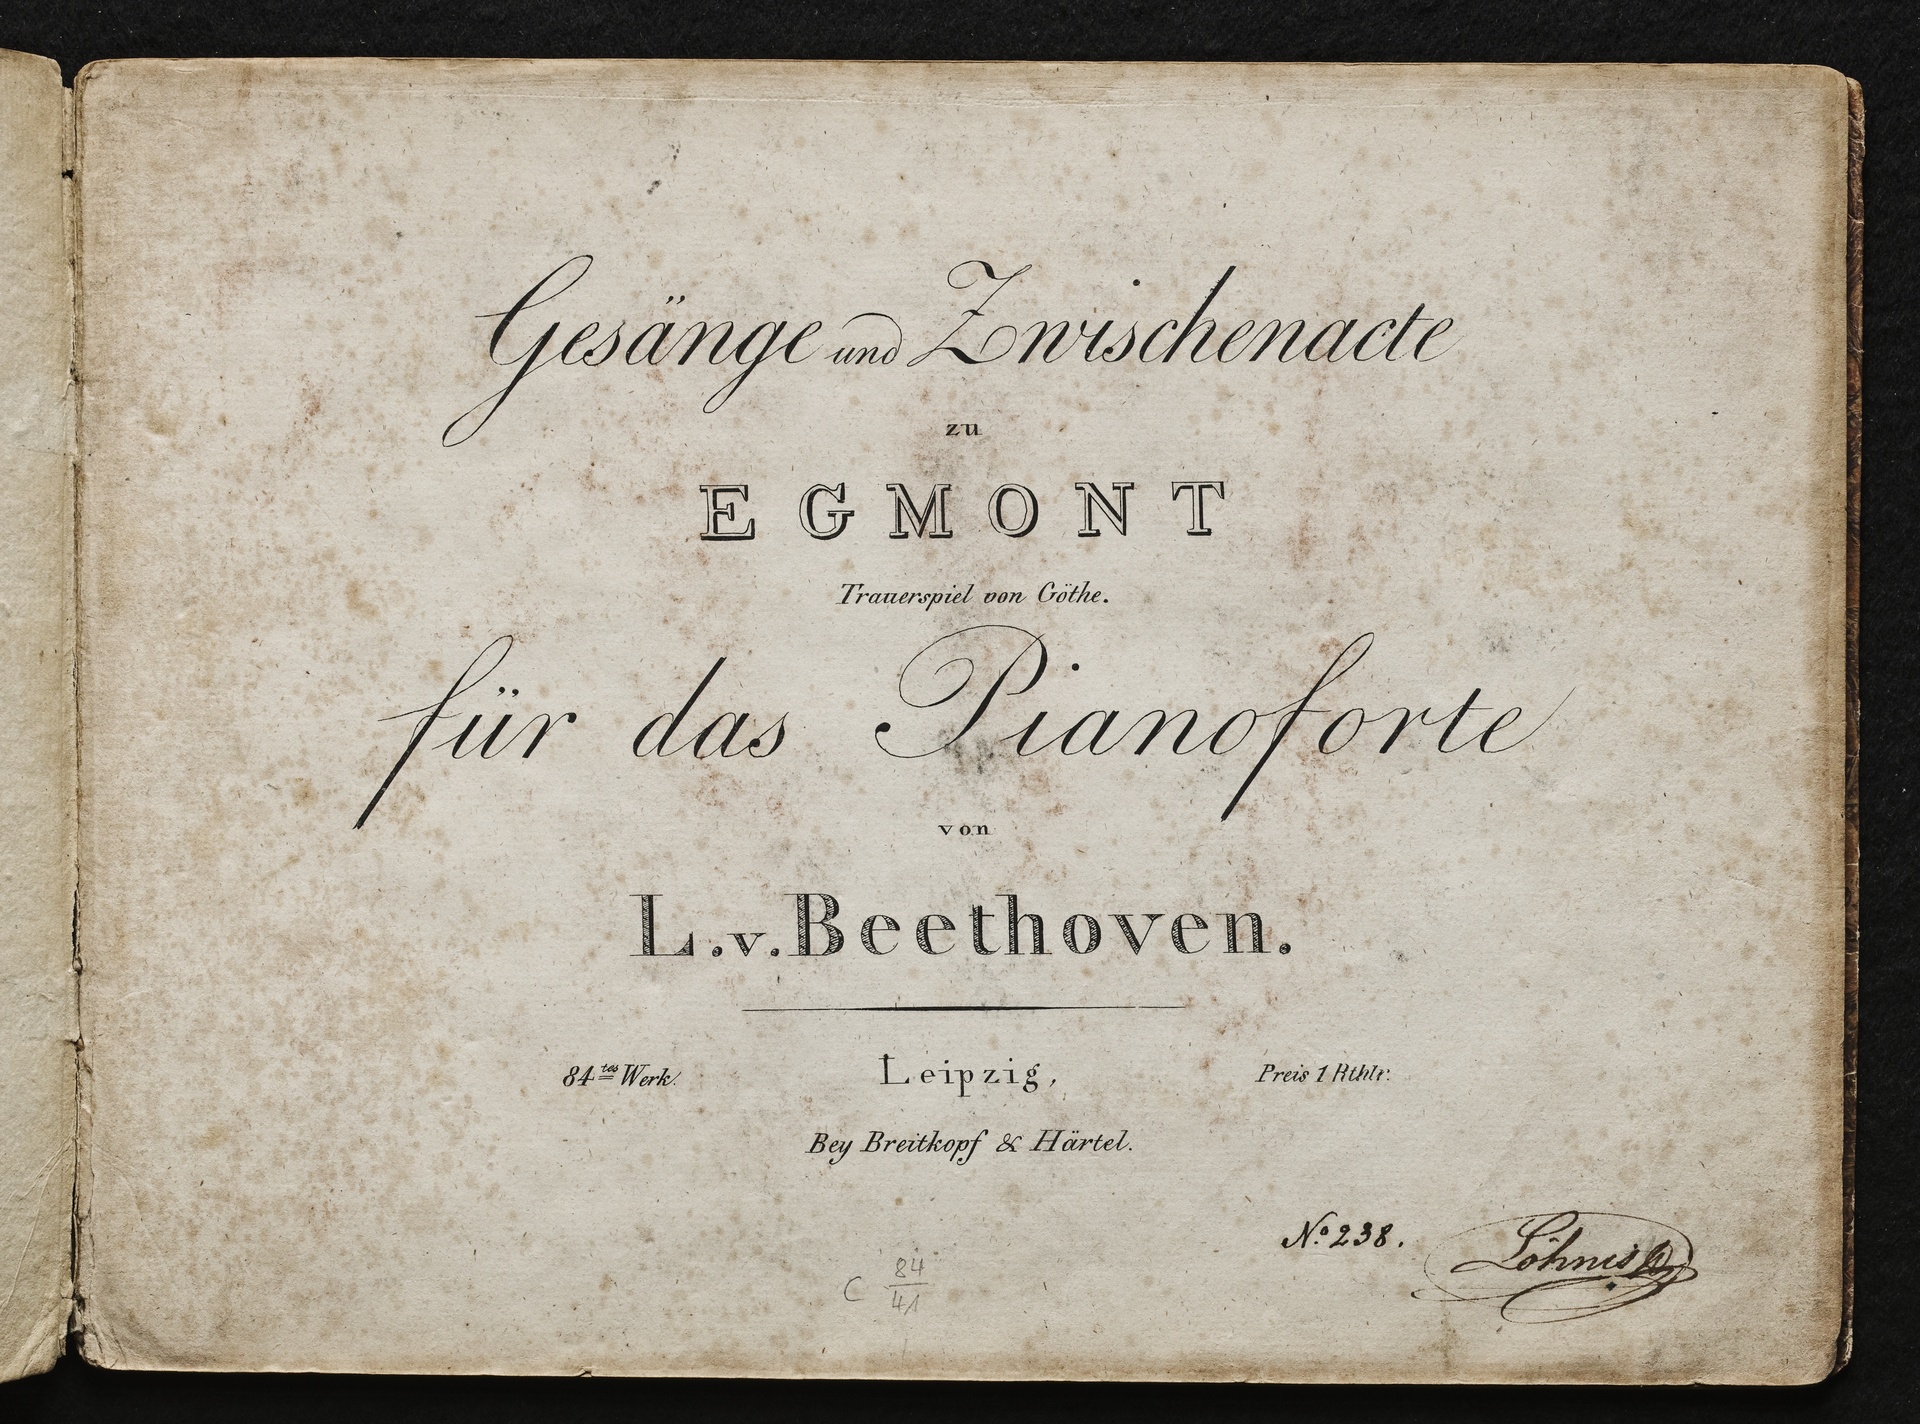 Gesänge und Zwischenacte
zu
EGMONT
Trauerspiel von Göthe.
für das Pianoforte
von
L. v. Beethoven.
84tes Werk.
Leipzig,
Preis 1 Rthlr.
Bey Breitkopf & Härtel.
No. 238.
C 84/41